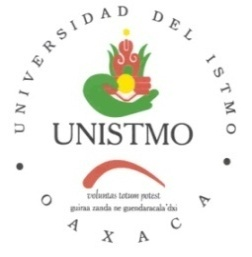 UNIVERSIDAD DEL ISTMO
UNISTMO
voluntas totum potest
guiraa zanda ne guendaracala'dxi
OAXACA